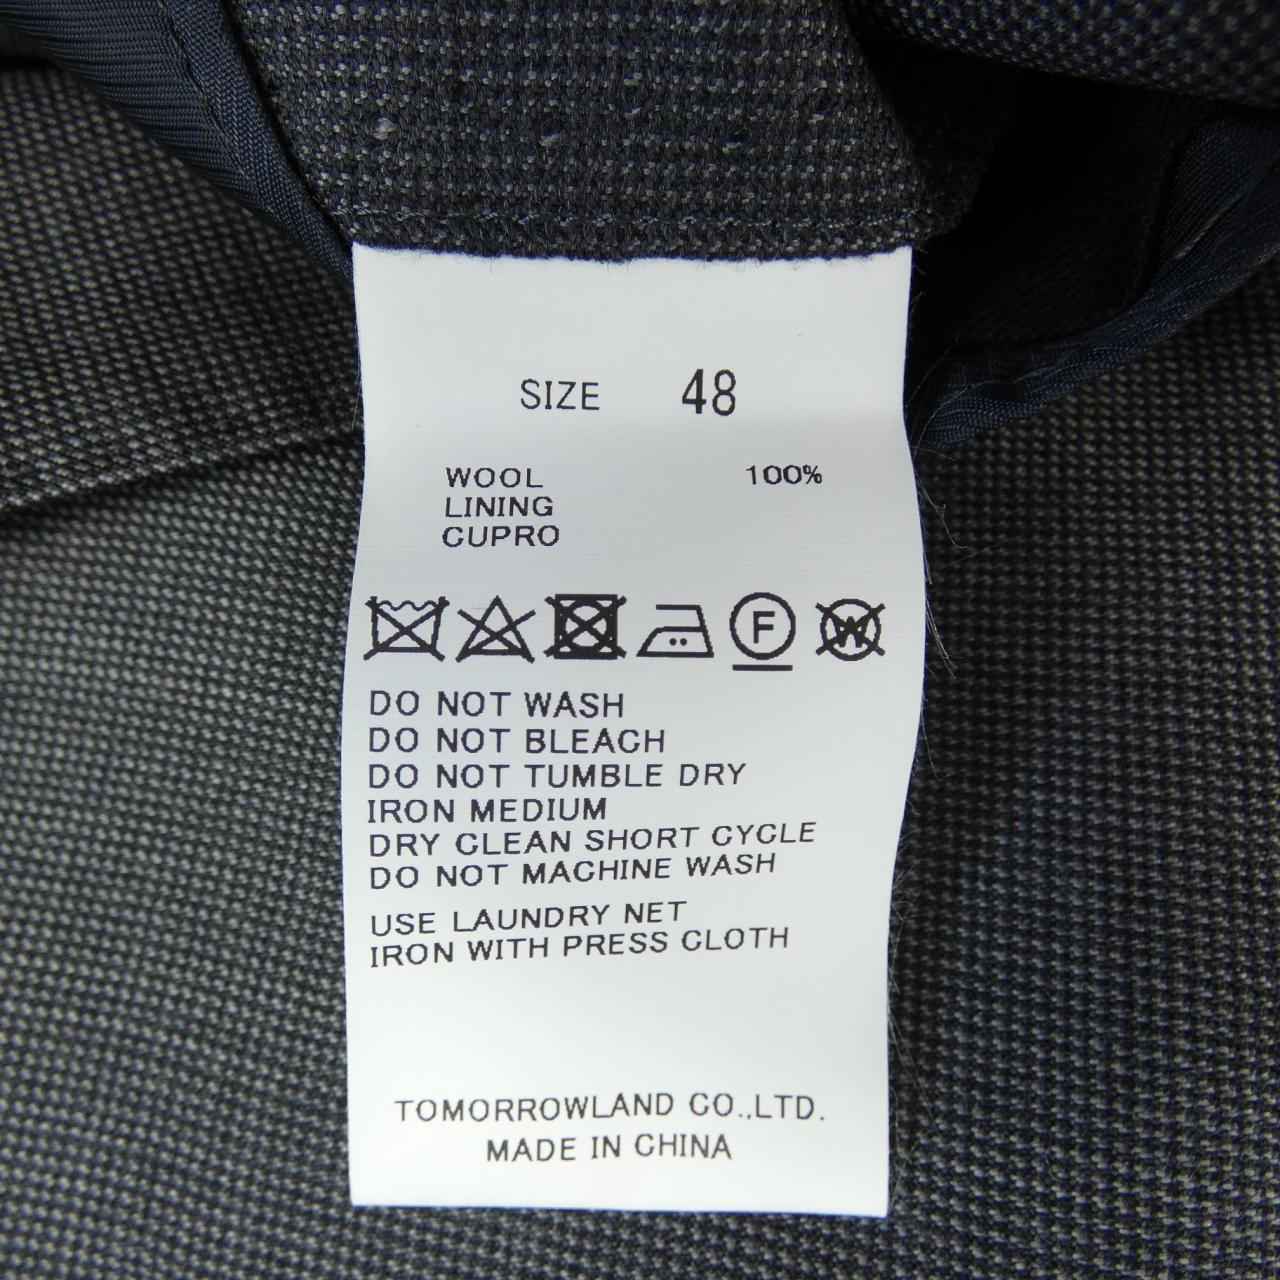 SIZE 48
WOOL 100%
LINING
CUPRO
F W
DO NOT WASH
DO NOT BLEACH
DO NOT TUMBLE DRY
IRON MEDIUM
DRY CLEAN SHORT CYCLE
DO NOT MACHINE WASH
USE LAUNDRY NET
IRON WITH PRESS CLOTH
TOMORROWLAND CO.,LTD.
MADE IN CHINA